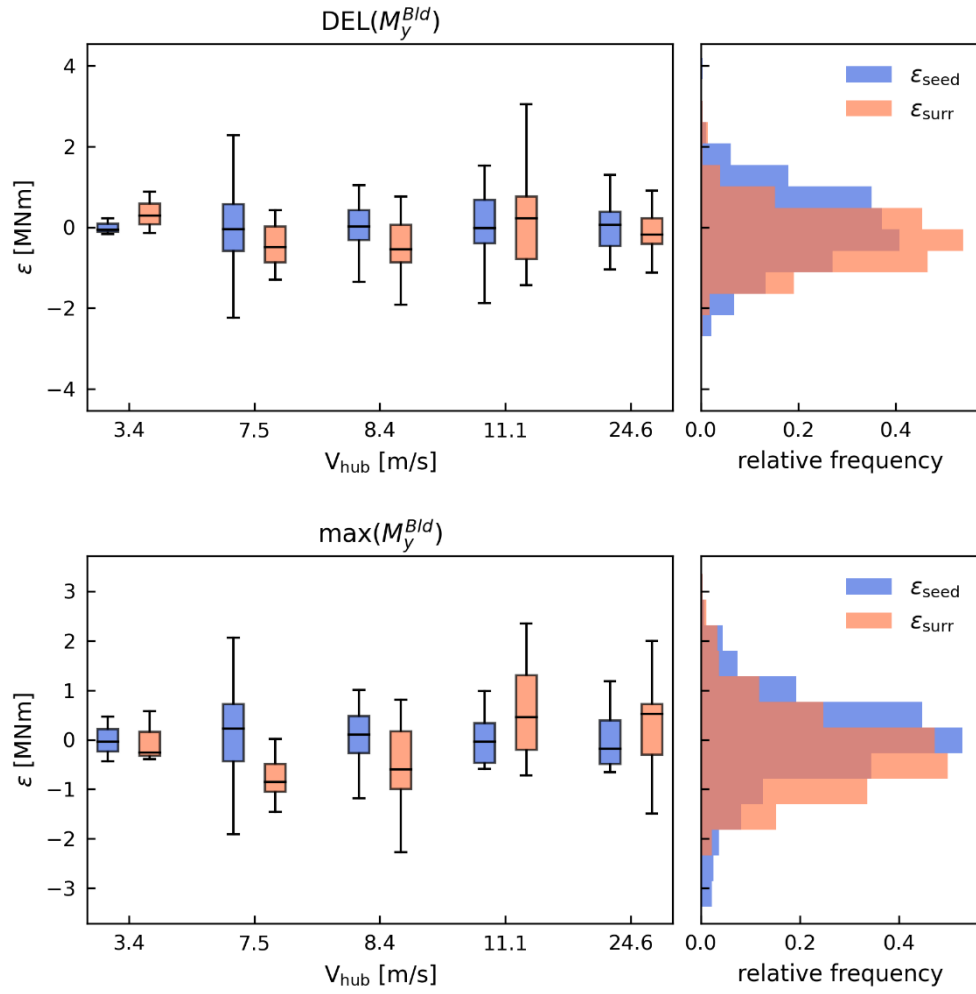 DEL(M_y^{Bld})
4
2
0
−2
−4
ε [MNm]
3.4 7.5 8.4 11.1 24.6
V_hub [m/s]
ε_seed
ε_surr
0.0 0.2 0.4
relative frequency
max(M_y^{Bld})
3
2
1
0
−1
−2
−3
ε [MNm]
3.4 7.5 8.4 11.1 24.6
V_hub [m/s]
ε_seed
ε_surr
0.0 0.2 0.4
relative frequency